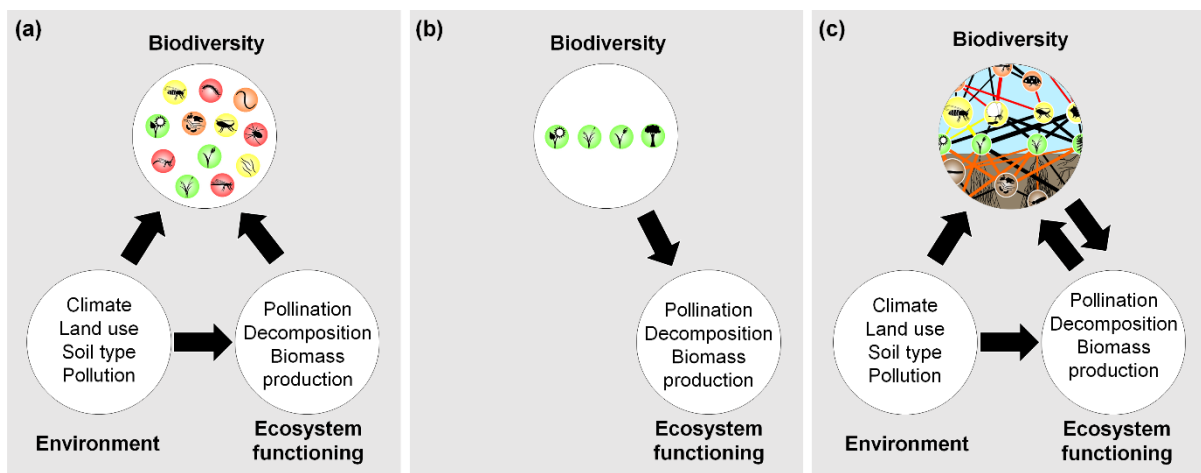 (a)
Biodiversity
Climate
Land use
Soil type
Pollution
Environment
Pollination
Decomposition
Biomass
production
Ecosystem
functioning
(b)
Biodiversity
Pollination
Decomposition
Biomass
production
Ecosystem
functioning
(c)
Biodiversity
Climate
Land use
Soil type
Pollution
Environment
Pollination
Decomposition
Biomass
production
Ecosystem
functioning